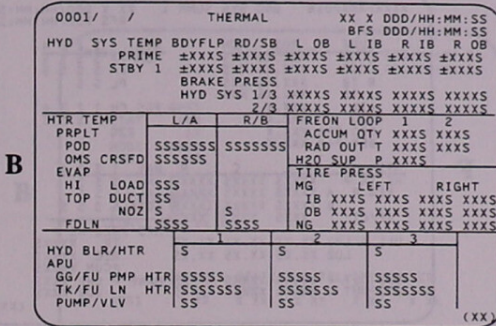 0001/ / THERMAL XX X DDD/HH:MM:SS
BFS DDD/HH:MM:SS
HYD SYS TEMP BDYFLP RD/SB L OB L IB R IB R OB
PRIME ±XXXS ±XXXS ±XXXS ±XXXS ±XXXS ±XXXS
STBY 1 ±XXXS ±XXXS ±XXXS ±XXXS ±XXXS ±XXXS
BRAKE PRESS
HYD SYS 1/3 XXXXS XXXXS XXXXS XXXXS
2/3 XXXXS XXXXS XXXXS XXXXS
HTR TEMP L/A R/B FREON LOOP 1 2
PRPLT ACCUM QTY XXXS XXXS
POD SSSSSSS SSSSSSS RAD OUT T XXXS XXXS
OMS CRSFD SSSSSS H2O SUP P XXXS
EVAP TIRE PRESS
HI LOAD SSS MG LEFT RIGHT
TOP DUCT SS IB XXXS XXXS XXXS XXXS
NOZ S S OB XXXS XXXS XXXS XXXS
FDLN SSSS SSSS NG XXXS XXXS XXXS XXXS
1 2 3
HYD BLR/HTR S S S
APU
GG/FU PMP HTR SSSSS SSSSS SSSSS
TK/FU LN HTR SSSSSSS SSSSSSS SSSSSSS
PUMP/VLV SS SS SS
(XX)
B